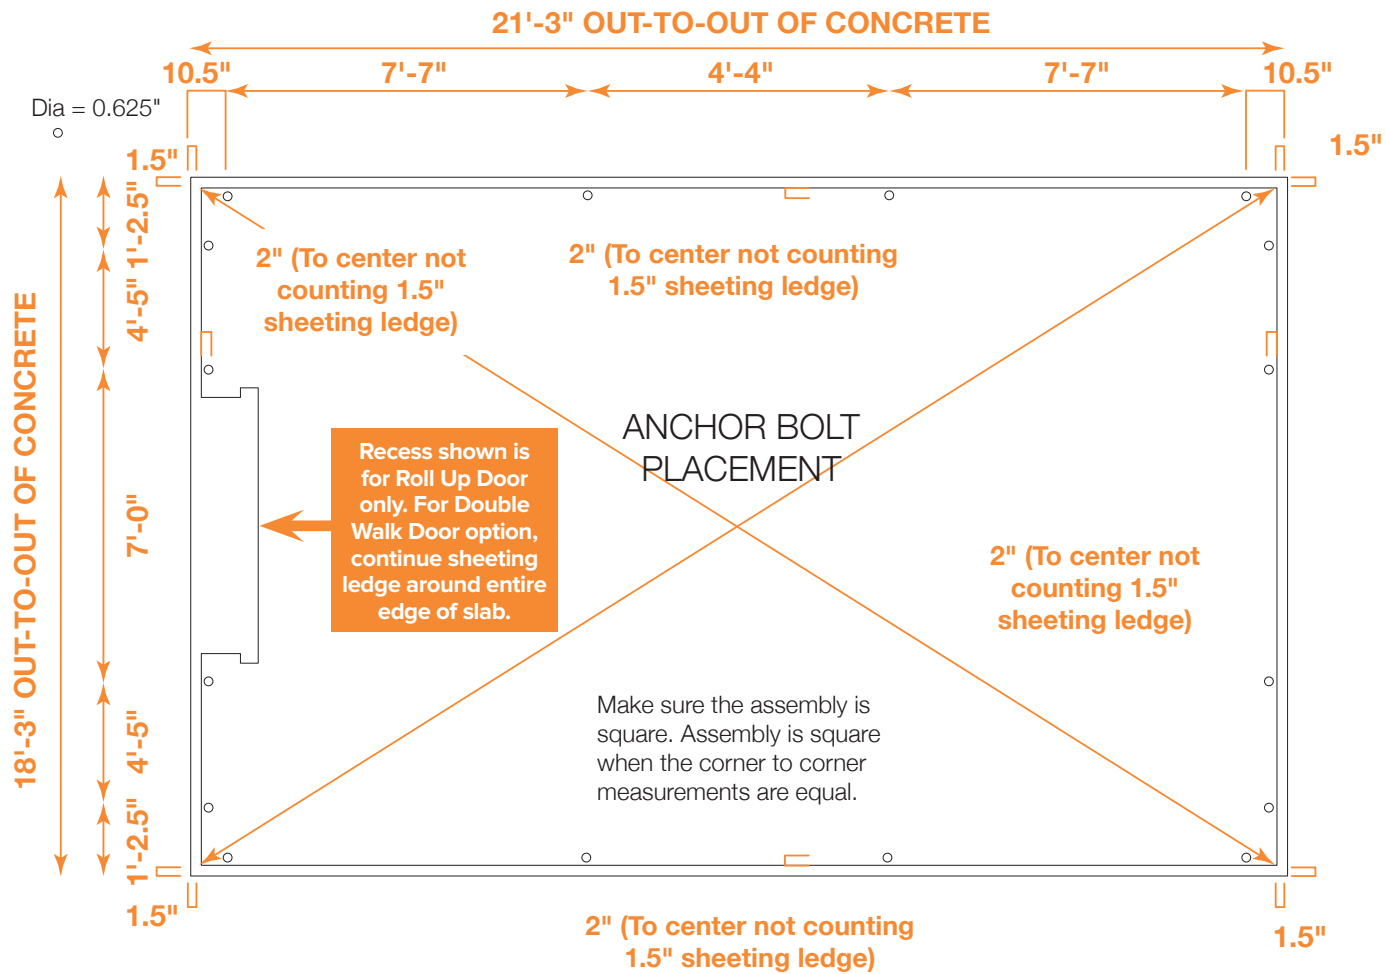 21'-3" OUT-TO-OUT OF CONCRETE
10.5"
7'-7"
4'-4"
7'-7"
10.5"
Dia = 0.625"
1.5"
1.5"
18'-3" OUT-TO-OUT OF CONCRETE
1'-2.5"
4'-5"
7'-0"
4'-5"
1'-2.5"
2" (To center not
counting 1.5"
sheeting ledge)
2" (To center not counting
1.5" sheeting ledge)
ANCHOR BOLT
PLACEMENT
Recess shown is
for Roll Up Door
only. For Double
Walk Door option,
continue sheeting
ledge around entire
edge of slab.
2" (To center not
counting 1.5"
sheeting ledge)
Make sure the assembly is
square. Assembly is square
when the corner to corner
measurements are equal.
1.5"
2" (To center not counting
1.5" sheeting ledge)
1.5"